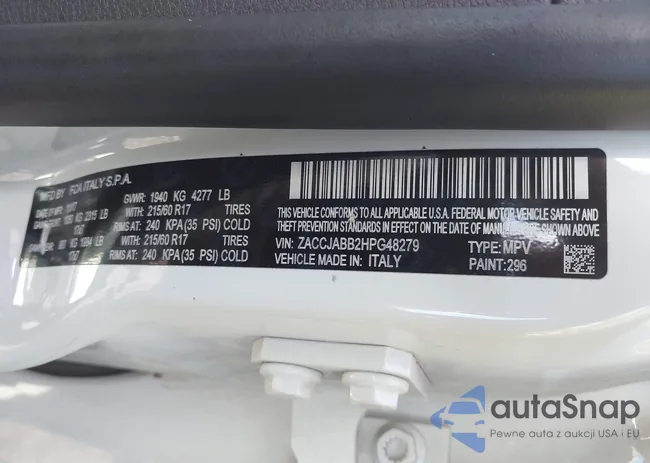 MFD BY FCA ITALY S.P.A.
GVWR: 1940 KG 4277 LB
2315 LB WITH: 215/60 R17 TIRES
RIMS AT: 240 KPA(35 PSI) COLD
LB WITH: 215/60 R17 TIRES
RIMS AT: 240 KPA(35 PSI) COLD
THIS VEHICLE CONFORMS TO ALL APPLICABLE U.S.A. FEDERAL MOTOR VEHICLE SAFETY AND
THEFT PREVENTION STANDARDS IN EFFECT ON THE DATE OF MANUFACTURE SHOWN ABOVE
VIN: ZACCJABB2HPG48279 TYPE: MPV
VEHICLE MADE IN: ITALY PAINT: 296
autaSnap
Pewne auta z aukcji USA i EU